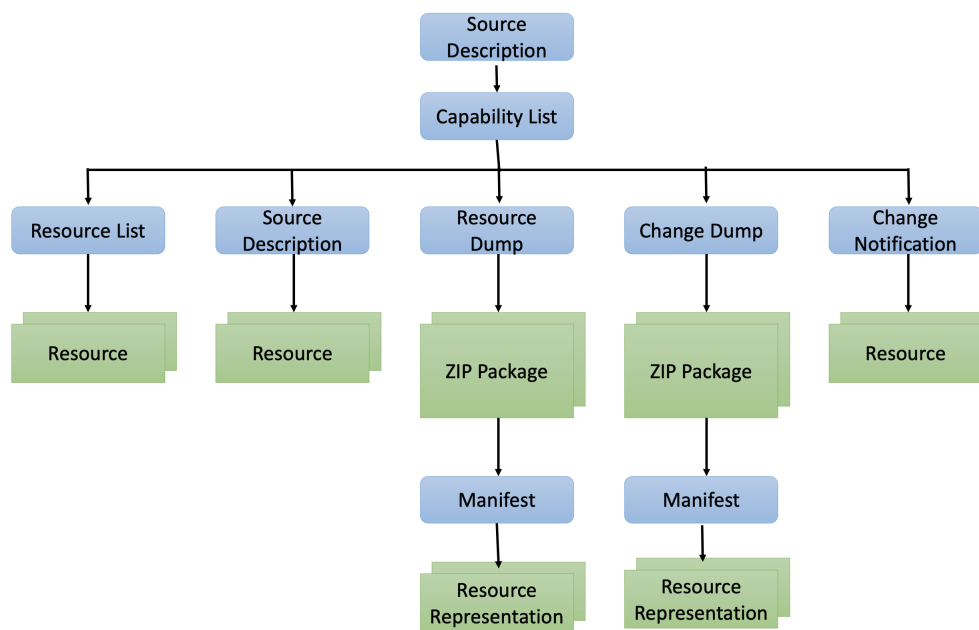 Source
Description
Capability List
Resource List
Source
Description
Resource
Dump
Change Dump
Change
Notification
Resource
Resource
ZIP Package
ZIP Package
Resource
Manifest
Manifest
Resource
Representation
Resource
Representation